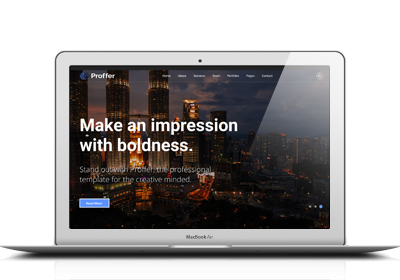 Proffer
Home About Services Team Portfolio Pages Contact
Make an impression
with boldness.
Stand out with Proffer, the professional
template for the creative minded.
Read More
MacBook Air